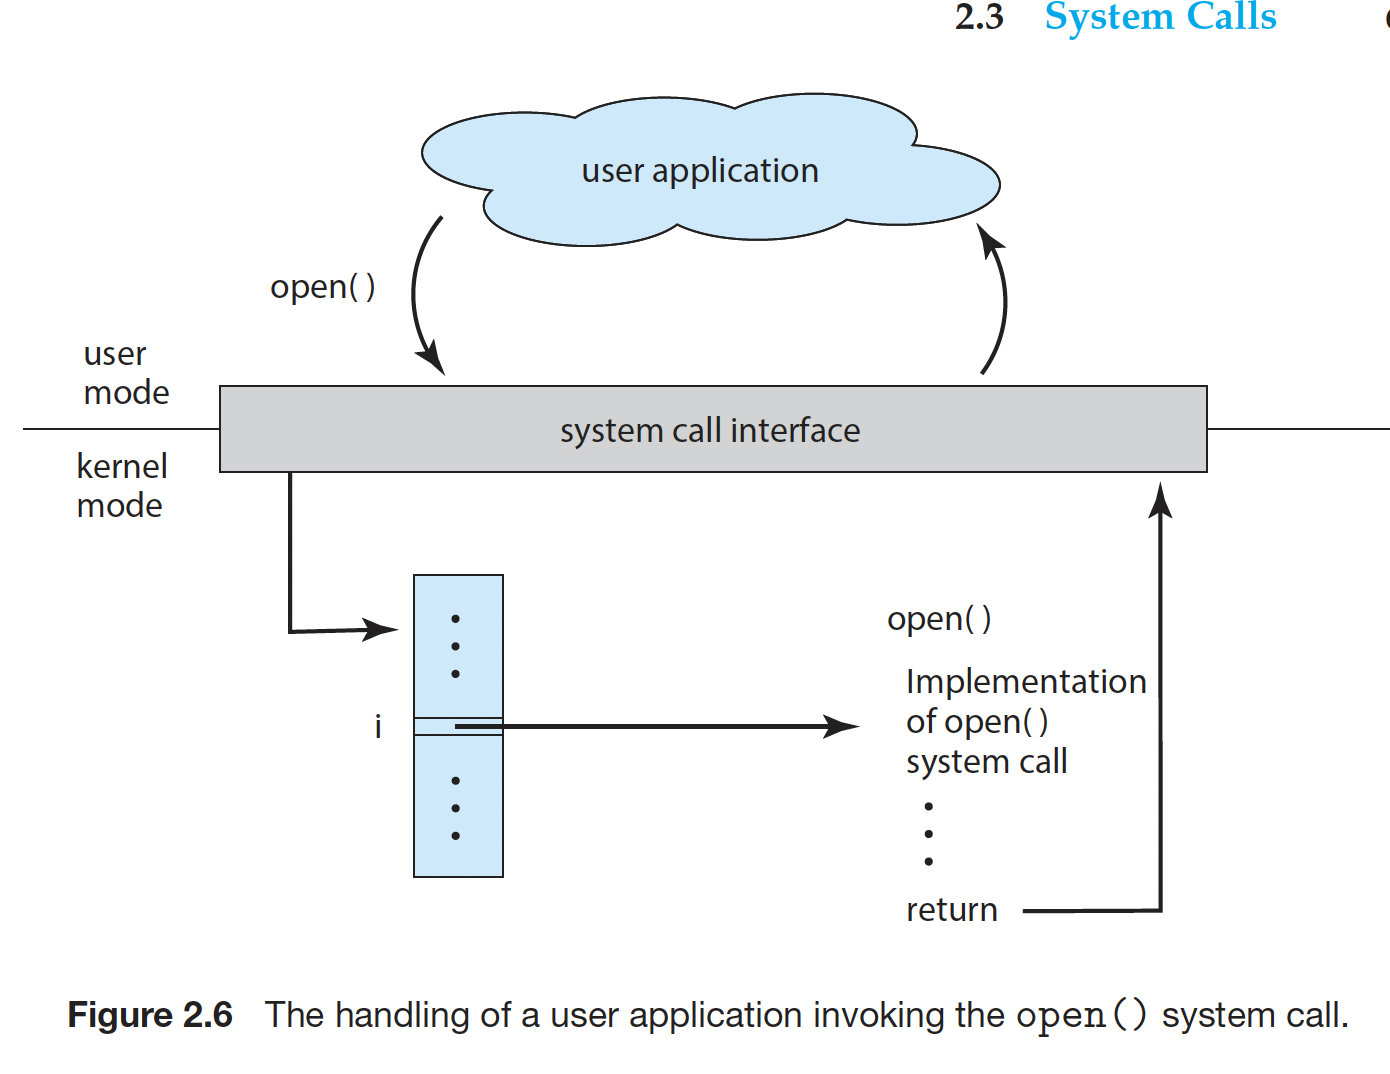 2.3 System Calls
user application
open()
user
mode
system call interface
kernel
mode
open()
Implementation
of open()
system call
i
return
Figure 2.6 The handling of a user application invoking the open() system call.